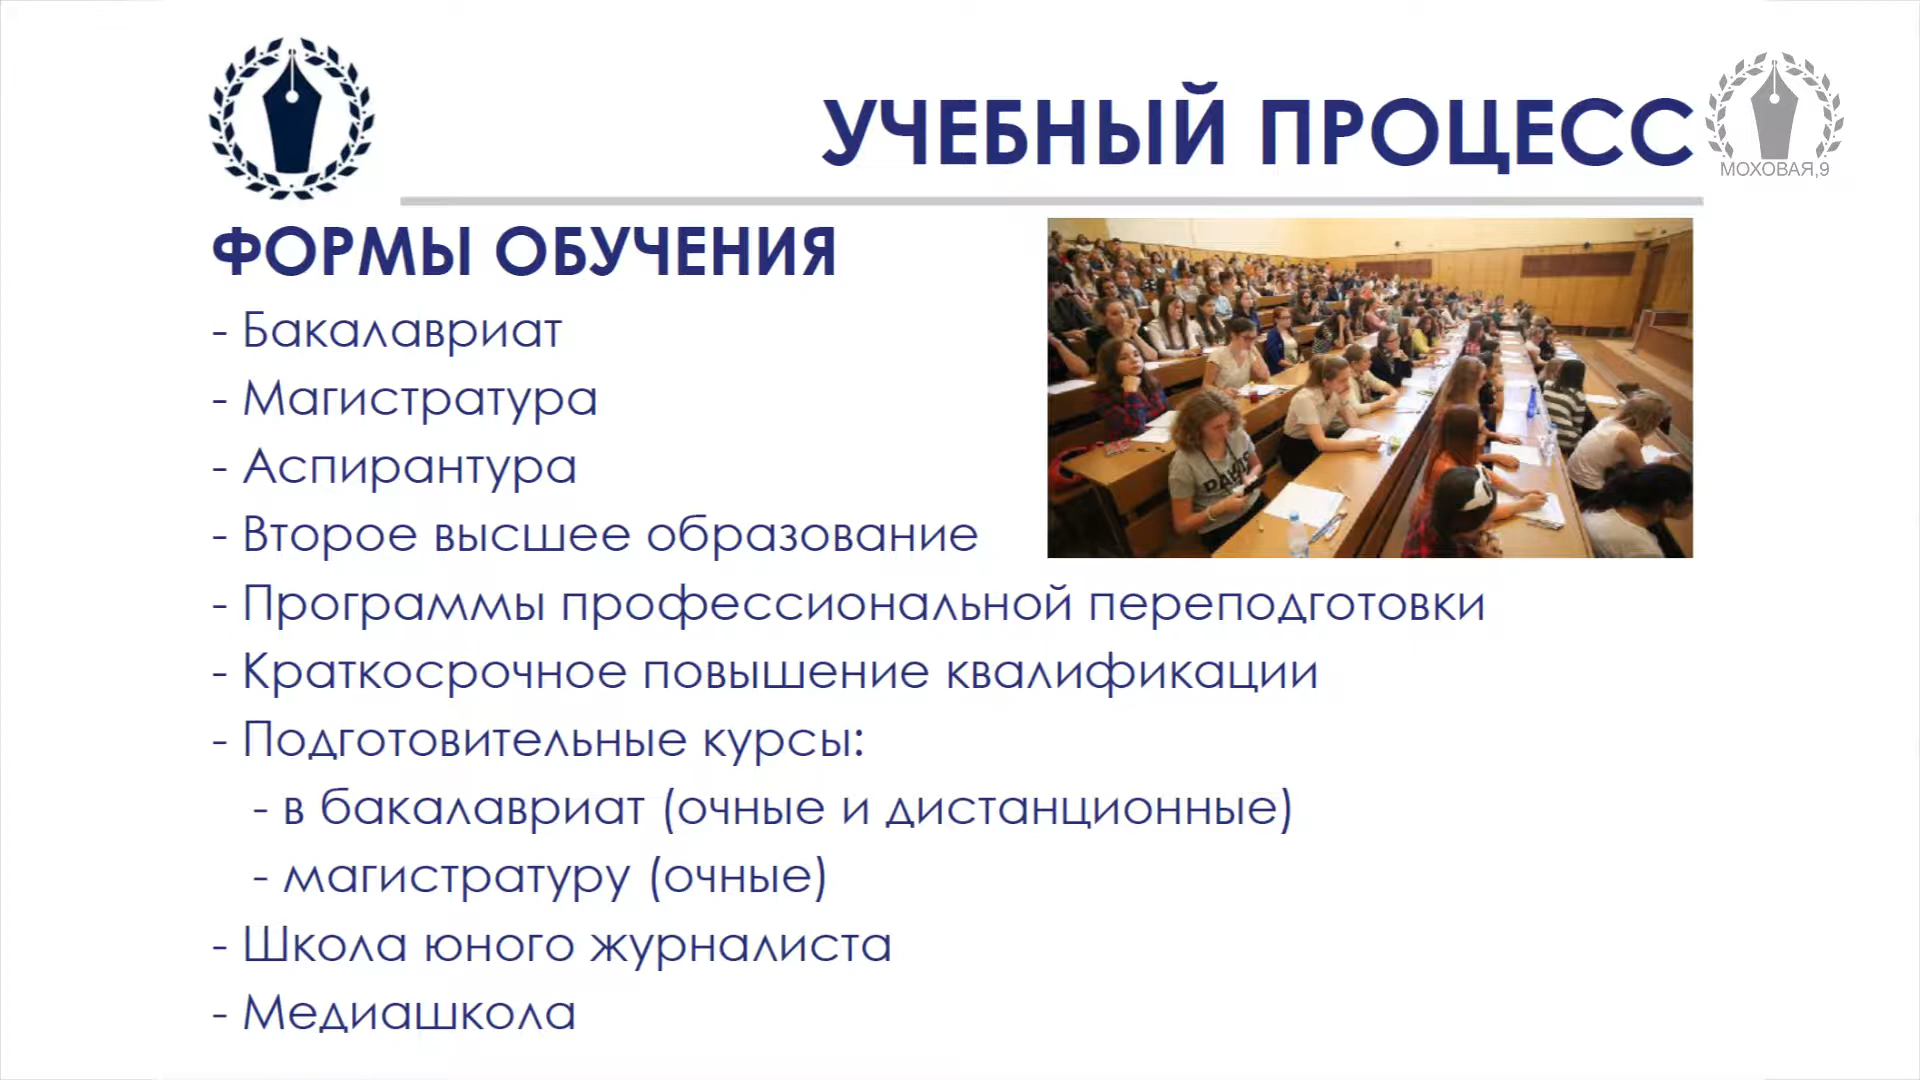 УЧЕБНЫЙ ПРОЦЕСС
МОХОВАЯ,9
ФОРМЫ ОБУЧЕНИЯ
- Бакалавриат
- Магистратура
- Аспирантура
- Второе высшее образование
- Программы профессиональной переподготовки
- Краткосрочное повышение квалификации
- Подготовительные курсы:
- в бакалавриат (очные и дистанционные)
- магистратуру (очные)
- Школа юного журналиста
- Медиашкола